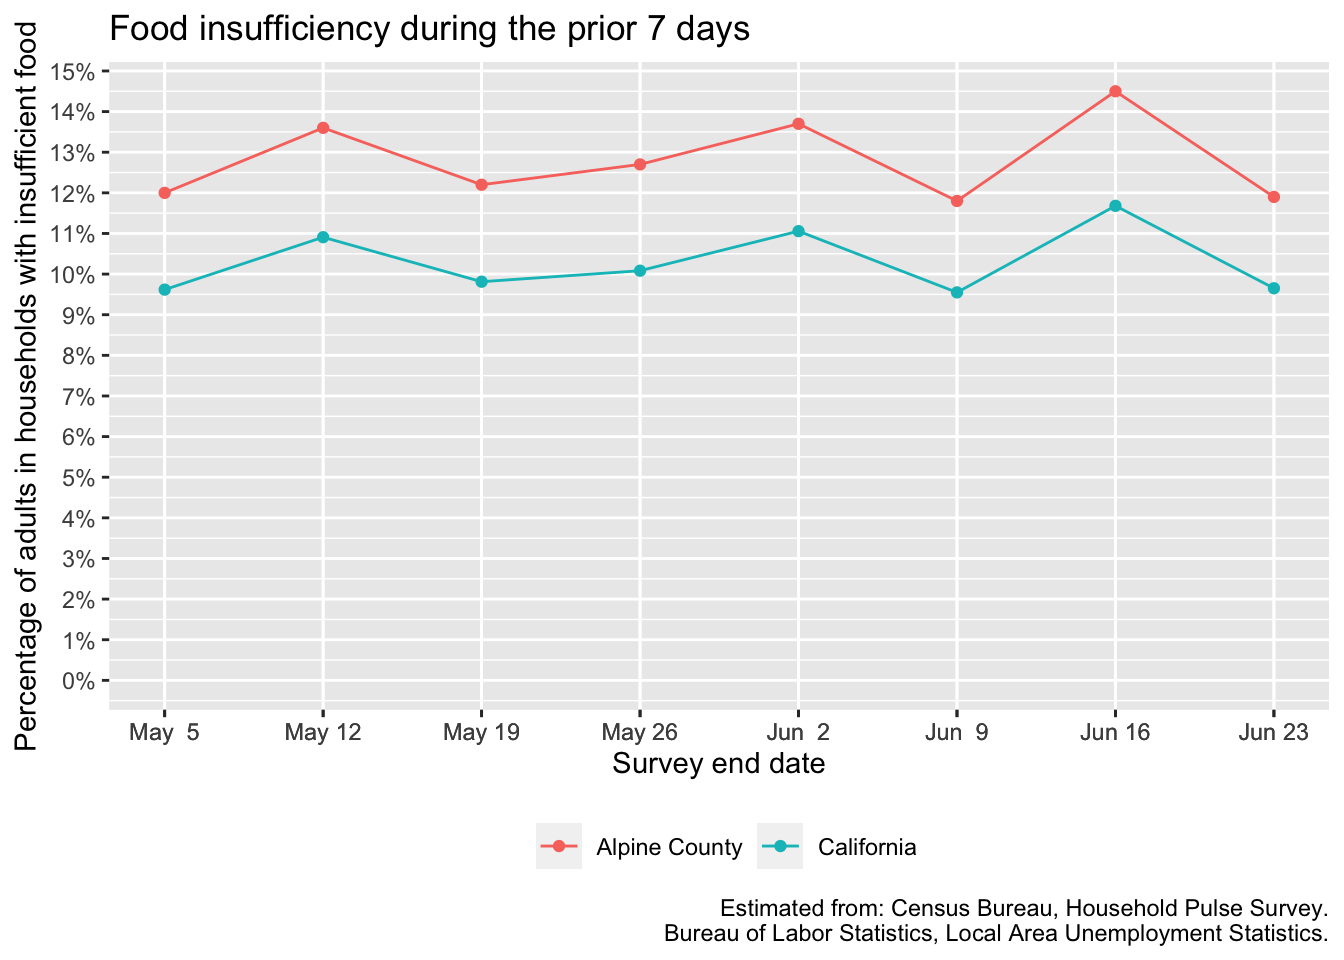 Food insufficiency during the prior 7 days
Percentage of adults in households with insufficient food
15%
14%
13%
12%
11%
10%
9%
8%
7%
6%
5%
4%
3%
2%
1%
0%
May 5 May 12 May 19 May 26 Jun 2 Jun 9 Jun 16 Jun 23
Survey end date
Alpine County California
Estimated from: Census Bureau, Household Pulse Survey.
Bureau of Labor Statistics, Local Area Unemployment Statistics.